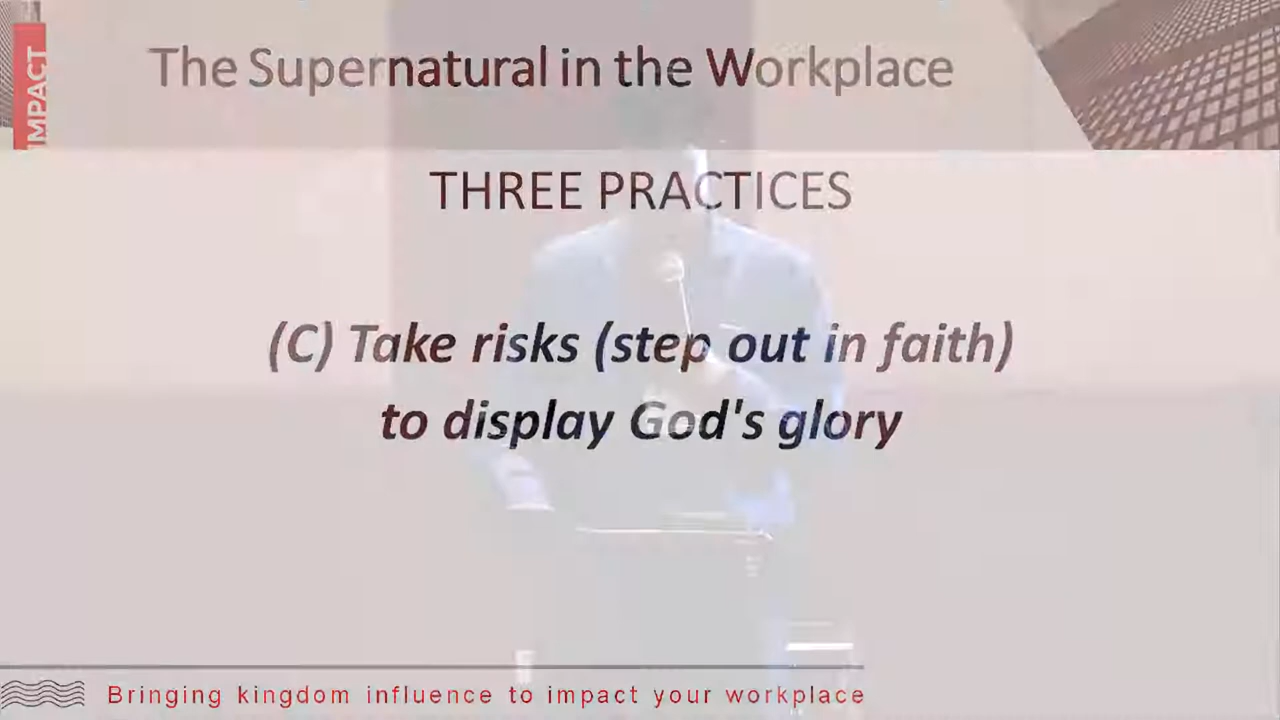 IMPACT
The Supernatural in the Workplace
THREE PRACTICES
(C) Take risks (step out in faith)
to display God's glory
Bringing kingdom influence to impact your workplace